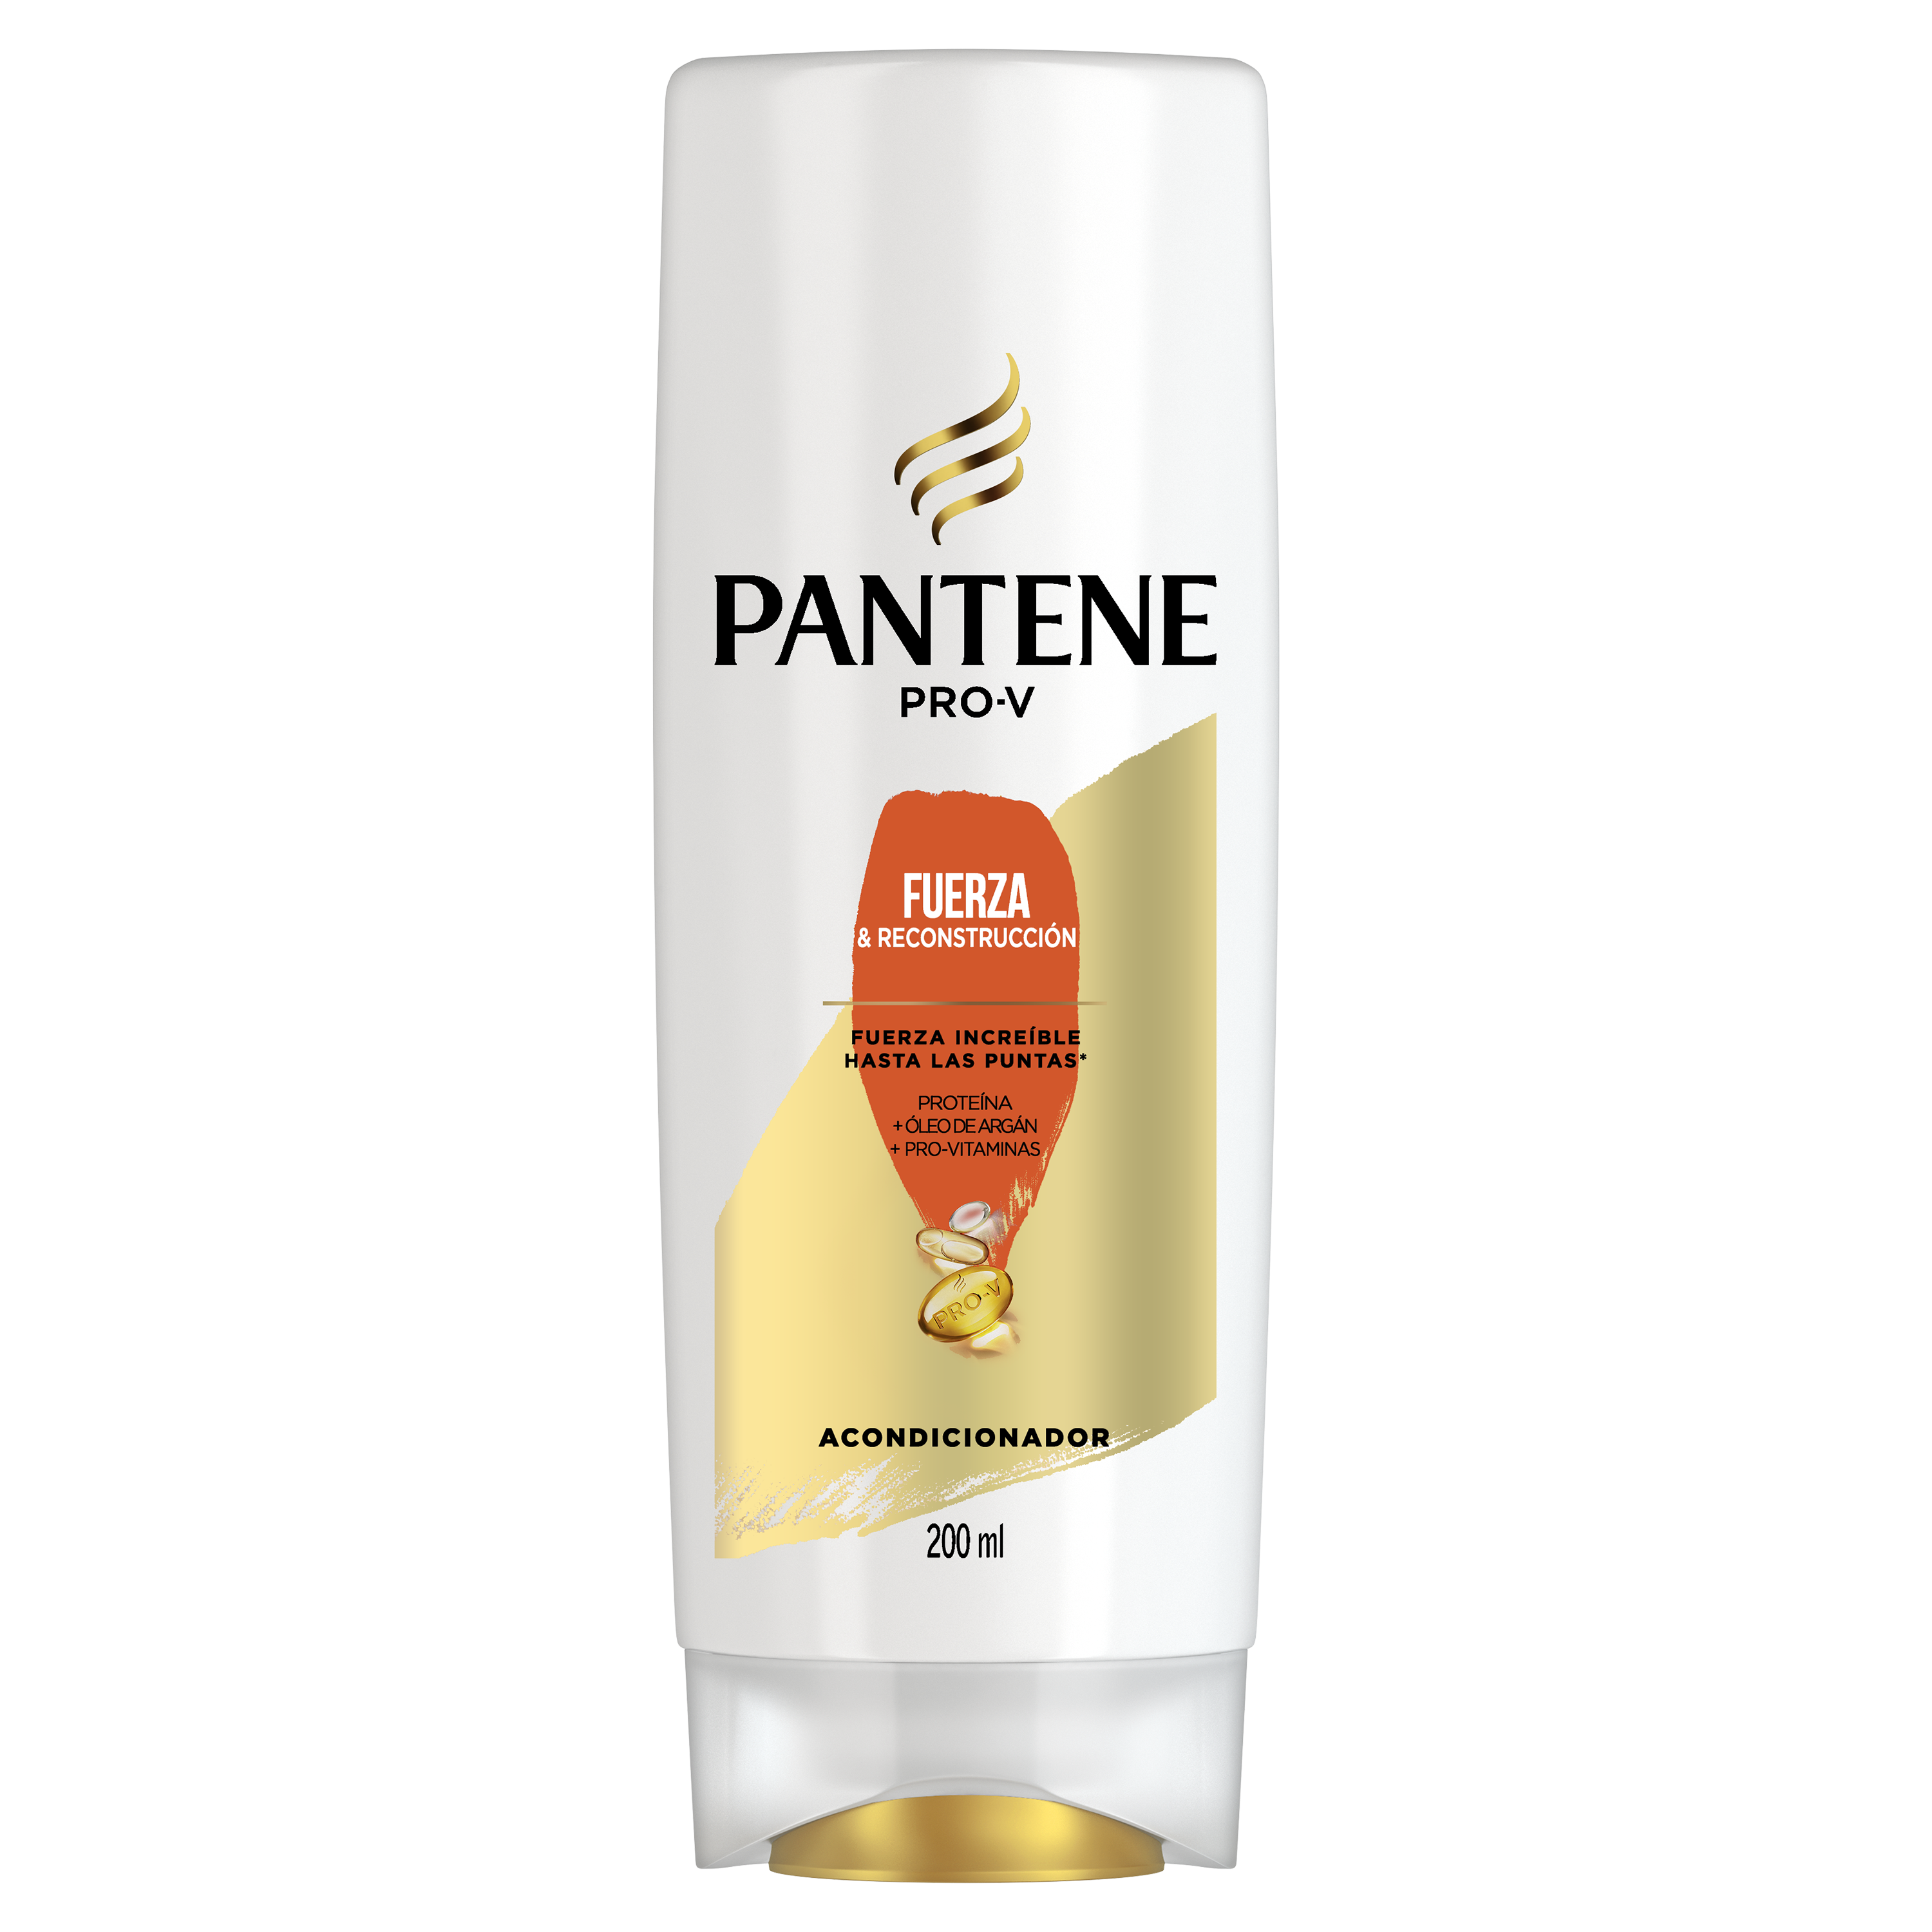 PANTENE
PRO-V
FUERZA
& RECONSTRUCCIÓN
FUERZA INCREÍBLE
HASTA LAS PUNTAS*
PROTEÍNA
+ ÓLEO DE ARGÁN
+ PRO-VITAMINAS
PRO-V
ACONDICIONADOR
200 ml